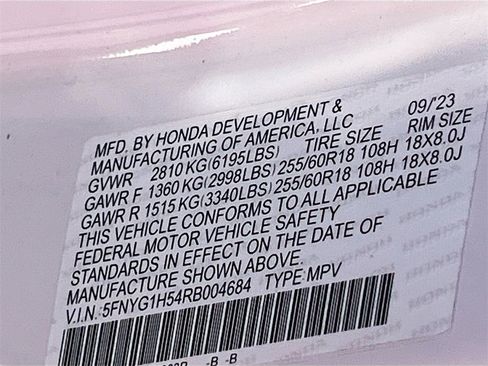 MFD. BY HONDA DEVELOPMENT & 09/'23
MANUFACTURING OF AMERICA, LLC
GVWR 2810 KG(6195LBS) TIRE SIZE RIM SIZE
GAWR F 1360 KG(2998LBS) 255/60R18 108H 18X8.0J
GAWR R 1515 KG(3340LBS) 255/60R18 108H 18X8.0J
THIS VEHICLE CONFORMS TO ALL APPLICABLE
FEDERAL MOTOR VEHICLE SAFETY
STANDARDS IN EFFECT ON THE DATE OF
MANUFACTURE SHOWN ABOVE.
V.I.N.:5FNYG1H54RB004684 TYPE:MPV
-B -B